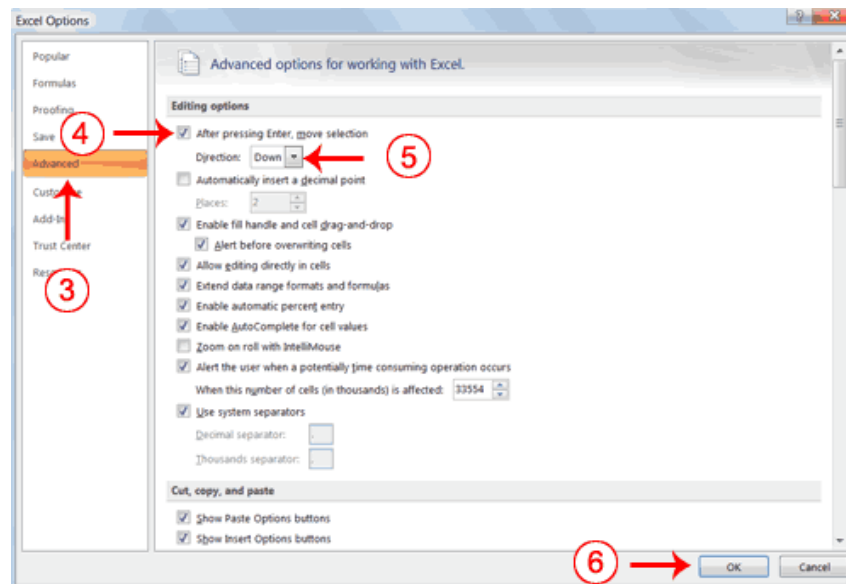 Excel Options
?
Popular
Formulas
Proofing
Save
Advanced
Trust Center
Advanced options for working with Excel.
Editing options
After pressing Enter, move selection
Direction: Down
Automatically insert a decimal point
Places: 2
Enable fill handle and cell drag-and-drop
Alert before overwriting cells
Allow editing directly in cells
Extend data range formats and formulas
Enable automatic percent entry
Enable AutoComplete for cell values
Zoom on roll with IntelliMouse
Alert the user when a potentially time consuming operation occurs
When this number of cells (in thousands) is affected: 33554
Use system separators
Decimal separator: .
Thousands separator: ,
Cut, copy, and paste
Show Paste Options buttons
Show Insert Options buttons
OK Cancel
3
4
5
6